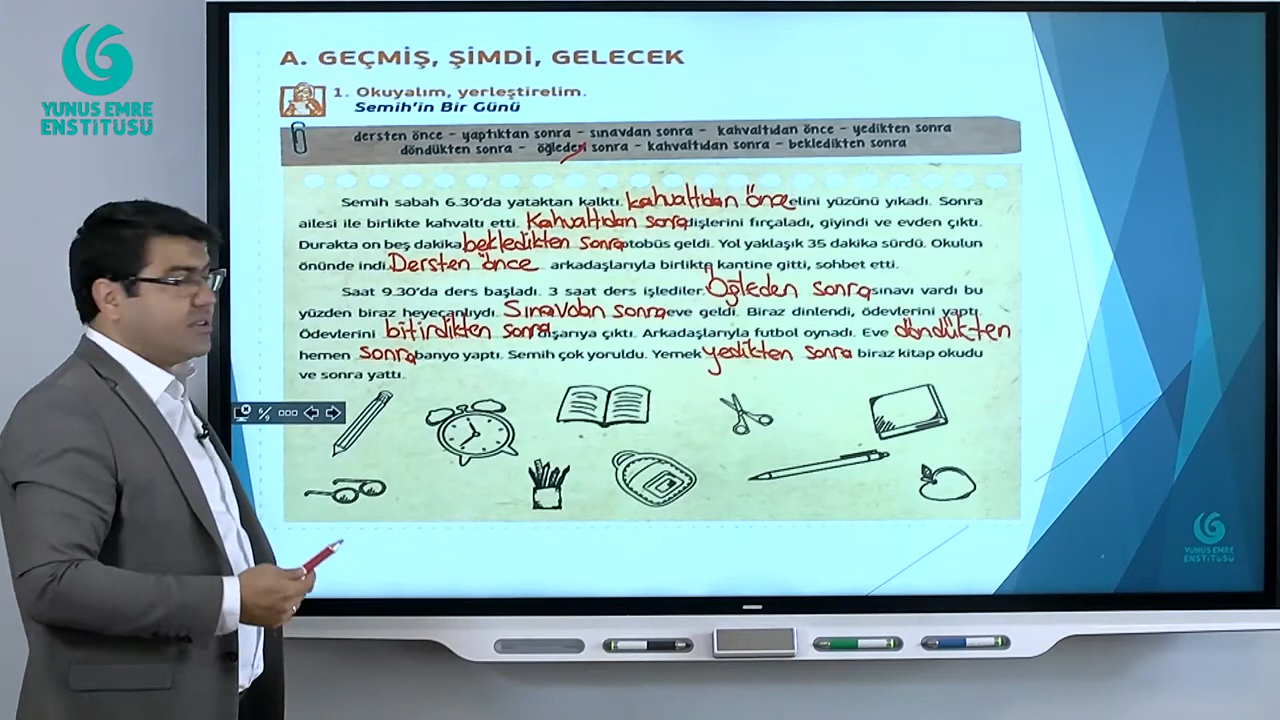 YUNUS EMRE
ENSTİTÜSÜ
A. GEÇMİŞ, ŞİMDİ, GELECEK
1. Okuyalım, yerleştirelim.
Semih'in Bir Günü
dersten önce - yaptıktan sonra - sınavdan sonra - kahvaltıdan önce - yedikten sonra
döndükten sonra - öğleden sonra - kahvaltıdan sonra - bekledikten sonra
Semih sabah 6.30'da yataktan kalktı. Kahvaltıdan önce elini yüzünü yıkadı. Sonra
ailesi ile birlikte kahvaltı etti. Kahvaltıdan sonra dişlerini fırçaladı, giyindi ve evden çıktı.
Durakta on beş dakika bekledikten sonra otobüs geldi. Yol yaklaşık 35 dakika sürdü. Okulun
önünde indi. Dersten önce arkadaşlarıyla birlikte kantine gitti, sohbet etti.
Saat 9.30'da ders başladı. 3 saat ders işlediler. Öğleden sonra sınavı vardı bu
yüzden biraz heyecanlıydı. Sınavdan sonra eve geldi. Biraz dinlendi, ödevlerini yaptı.
Ödevlerini bitirdikten sonra dışarıya çıktı. Arkadaşlarıyla futbol oynadı. Eve döndükten
hemen sonra banyo yaptı. Semih çok yoruldu. Yemek yedikten sonra biraz kitap okudu
ve sonra yattı.
YUNUS EMRE
ENSTİTÜSÜ